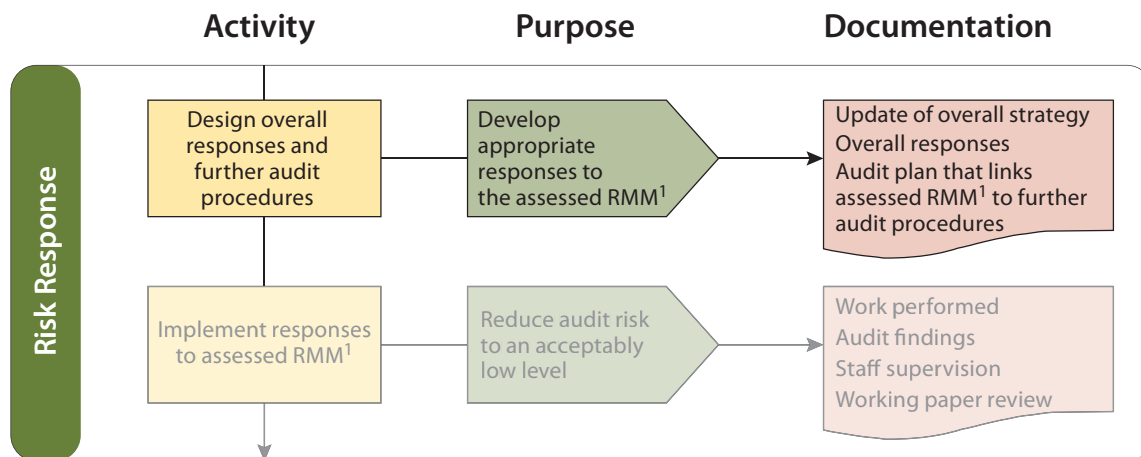 Activity
Purpose
Documentation
Risk Response
Design overall
responses and
further audit
procedures
Develop
appropriate
responses to
the assessed RMM¹
Update of overall strategy
Overall responses
Audit plan that links
assessed RMM¹ to further
audit procedures
Implement responses
to assessed RMM¹
Reduce audit risk
to an acceptably
low level
Work performed
Audit findings
Staff supervision
Working paper review